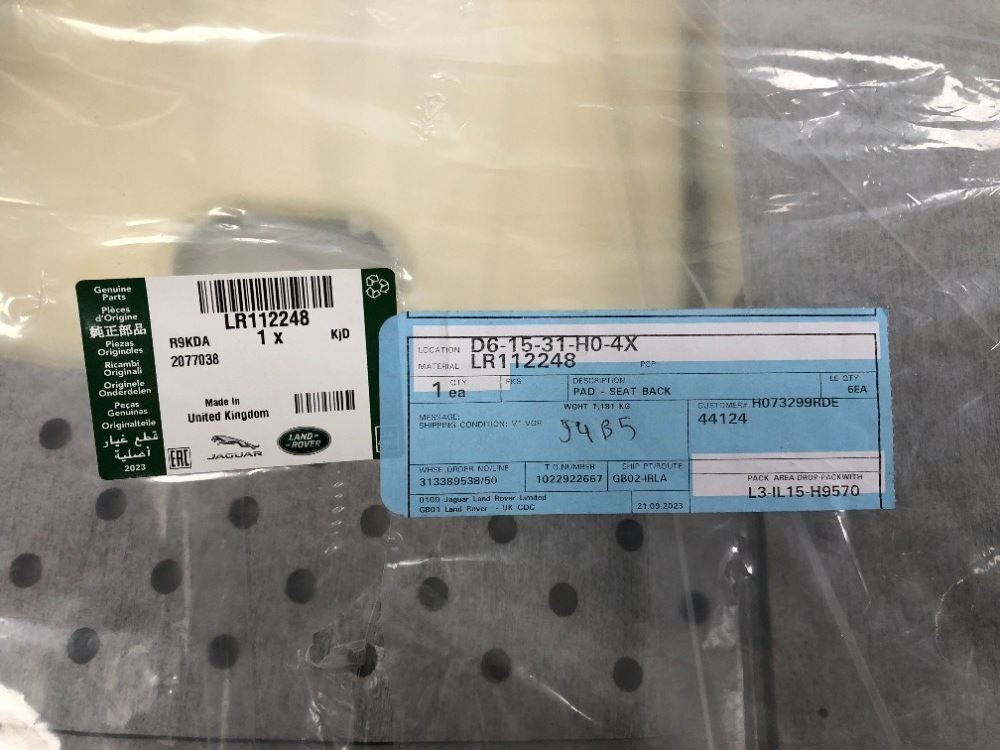 Genuine
Parts
Pièces
d'Origine
純正部品
Piezas
Originales
Ricambi
Originali
Originele
Onderdelen
Peças
Genuinas
Originalteile
قطع غيار
أصلية
2023
LR112248
1 x
KjD
R9KDA
2077038
Made In
United Kingdom
EAC
JAGUAR
LAND-
ROVER
LOCATION D6-15-31-H0-4X
MATERIAL LR112248
PCP
QTY
1 ea
PKS
DESCRIPTION
PAD - SEAT BACK
LE QTY
6EA
WGHT 1,181 KG
CUSTOMER# H073299RDE
44124
MESSAGE:
SHIPPING CONDITION: V1 VOR
J4B5
WHSE ORDER NO/LINE
313389538/50
T.O.NUMBER
1022922667
SHIP PT/ROUTE
GB02-IRLA
PACK AREA-DROP-PACKWITH
L3-IL15-H9570
0100 Jaguar Land Rover Limited
GB01 Land Rover - UK CDC
21.09.2023